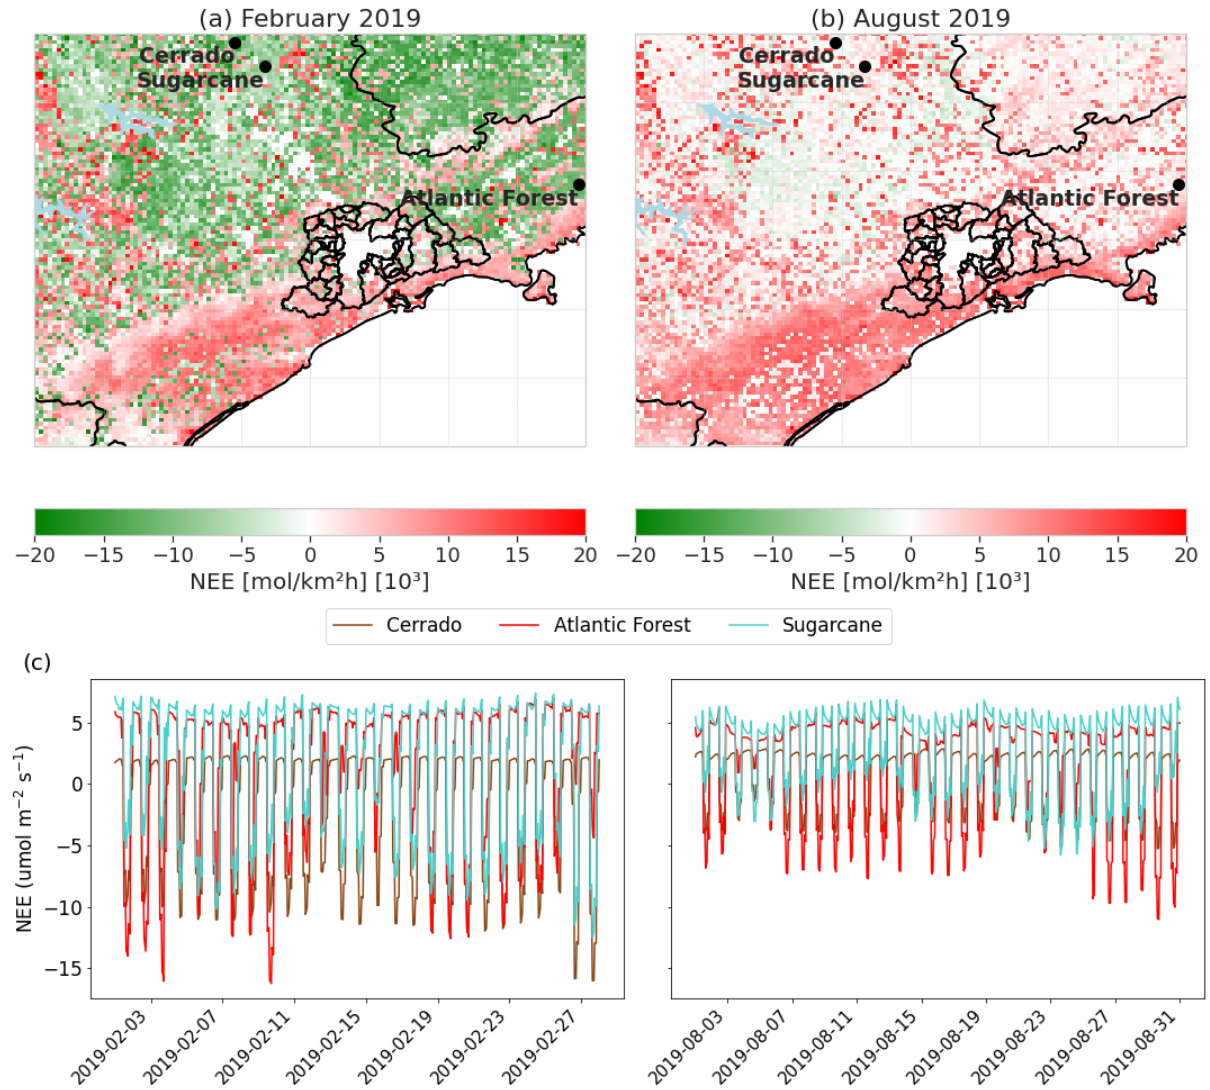 (a) February 2019
(b) August 2019
Cerrado
Sugarcane
Atlantic Forest
Cerrado
Sugarcane
Atlantic Forest
−20 −15 −10 −5 0 5 10 15 20
NEE [mol/km²h] [10³]
−20 −15 −10 −5 0 5 10 15 20
NEE [mol/km²h] [10³]
Cerrado Atlantic Forest Sugarcane
(c)
NEE (umol m⁻² s⁻¹)
5
0
−5
−10
−15
2019-02-03 2019-02-07 2019-02-11 2019-02-15 2019-02-19 2019-02-23 2019-02-27
2019-08-03 2019-08-07 2019-08-11 2019-08-15 2019-08-19 2019-08-23 2019-08-27 2019-08-31